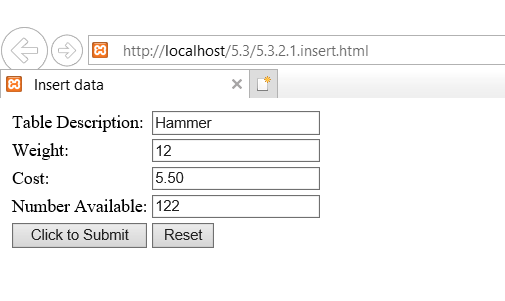 http://localhost/5.3/5.3.2.1.insert.html
Insert data
Table Description: Hammer
Weight: 12
Cost: 5.50
Number Available: 122
Click to Submit Reset